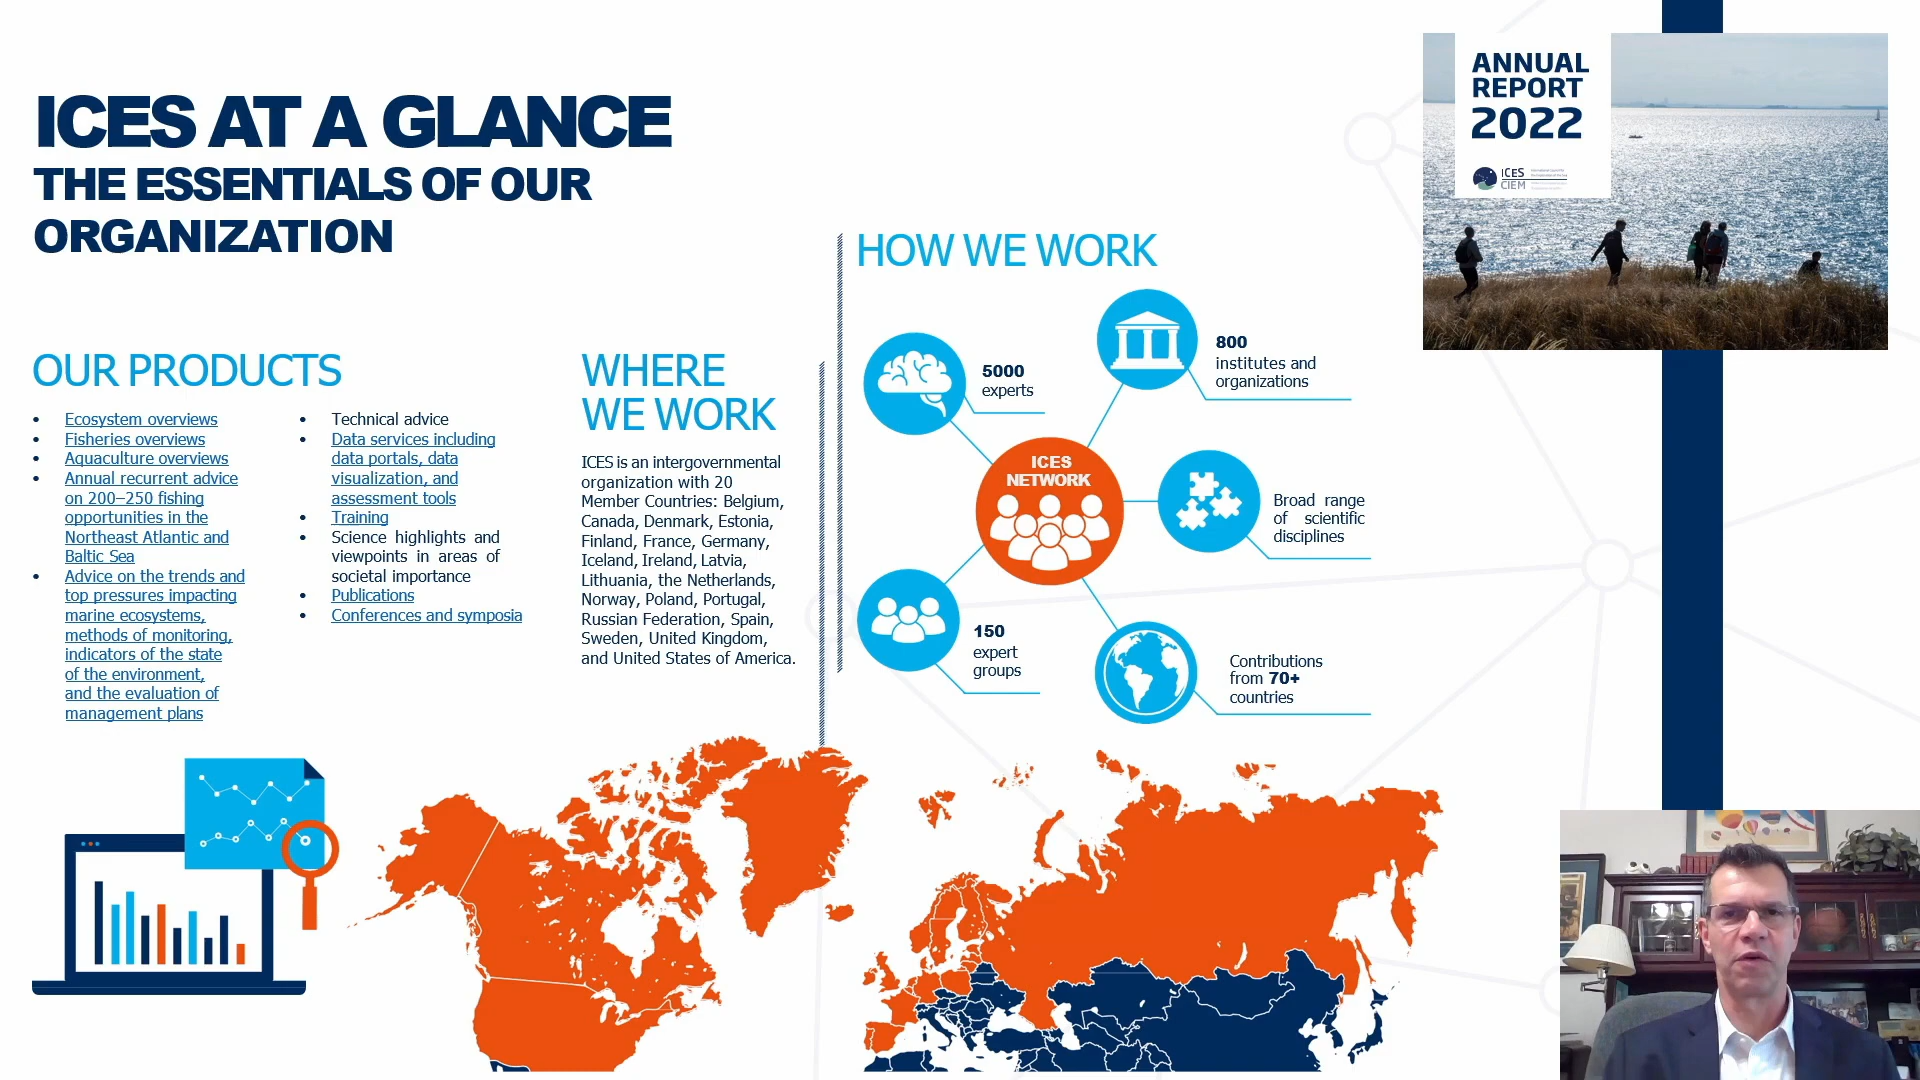 ICES AT A GLANCE
THE ESSENTIALS OF OUR
ORGANIZATION
OUR PRODUCTS
• Ecosystem overviews
• Fisheries overviews
• Aquaculture overviews
• Annual recurrent advice
on 200–250 fishing
opportunities in the
Northeast Atlantic and
Baltic Sea
• Advice on the trends and
top pressures impacting
marine ecosystems,
methods of monitoring,
indicators of the state
of the environment,
and the evaluation of
management plans
• Technical advice
• Data services including
data portals, data
visualization, and
assessment tools
• Training
• Science highlights and
viewpoints in areas of
societal importance
• Publications
• Conferences and symposia
WHERE
WE WORK
ICES is an intergovernmental
organization with 20
Member Countries: Belgium,
Canada, Denmark, Estonia,
Finland, France, Germany,
Iceland, Ireland, Latvia,
Lithuania, the Netherlands,
Norway, Poland, Portugal,
Russian Federation, Spain,
Sweden, United Kingdom,
and United States of America.
HOW WE WORK
5000
experts
800
institutes and
organizations
ICES
NETWORK
Broad range
of scientific
disciplines
150
expert
groups
Contributions
from 70+
countries
ANNUAL
REPORT
2022
ICES
CIEM